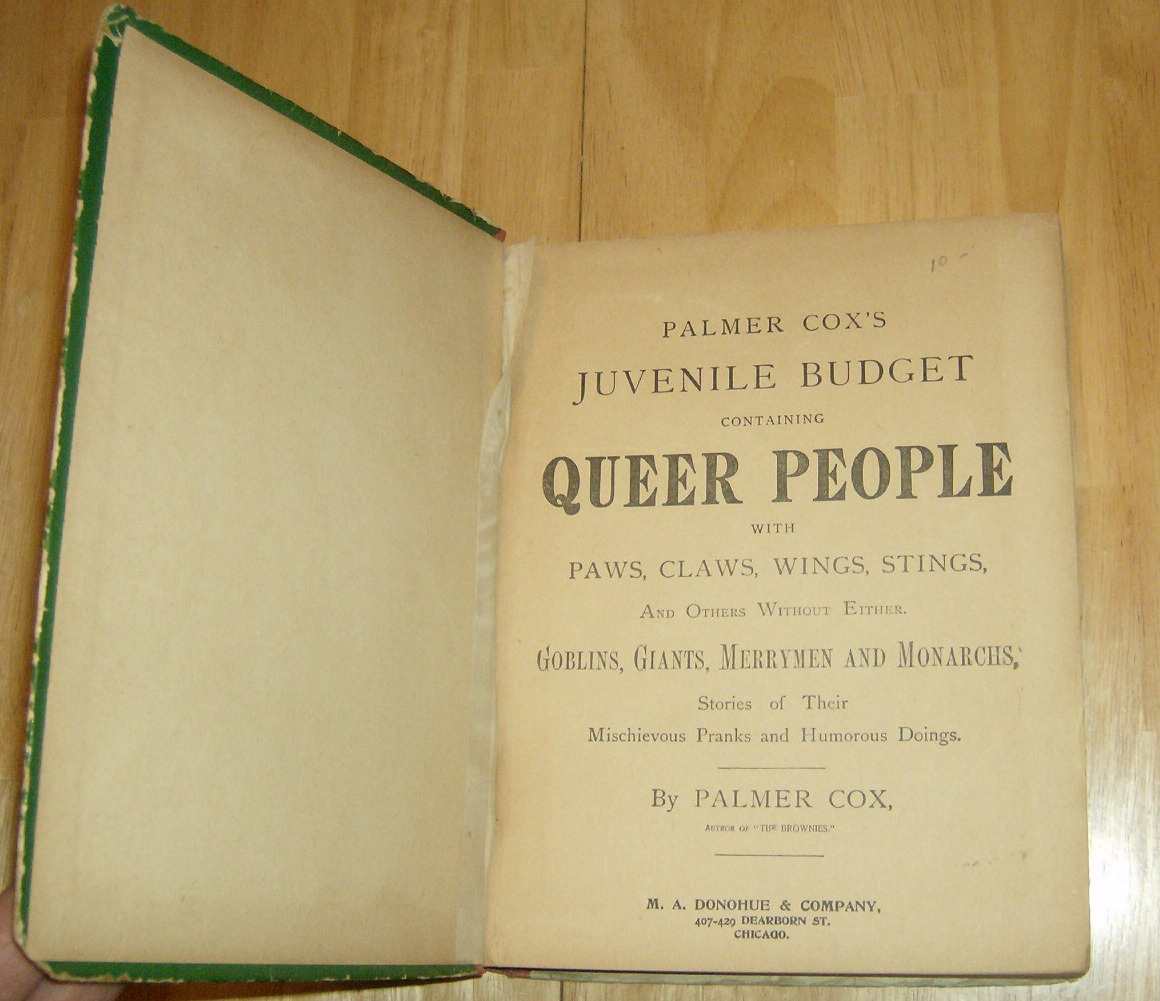 10-
PALMER COX'S
JUVENILE BUDGET
CONTAINING
QUEER PEOPLE
WITH
PAWS, CLAWS, WINGS, STINGS,
AND OTHERS WITHOUT EITHER.
GOBLINS, GIANTS, MERRYMEN AND MONARCHS,
Stories of Their
Mischievous Pranks and Humorous Doings.
By PALMER COX,
AUTHOR OF "THE BROWNIES."
M. A. DONOHUE & COMPANY,
407-429 DEARBORN ST.
CHICAGO.